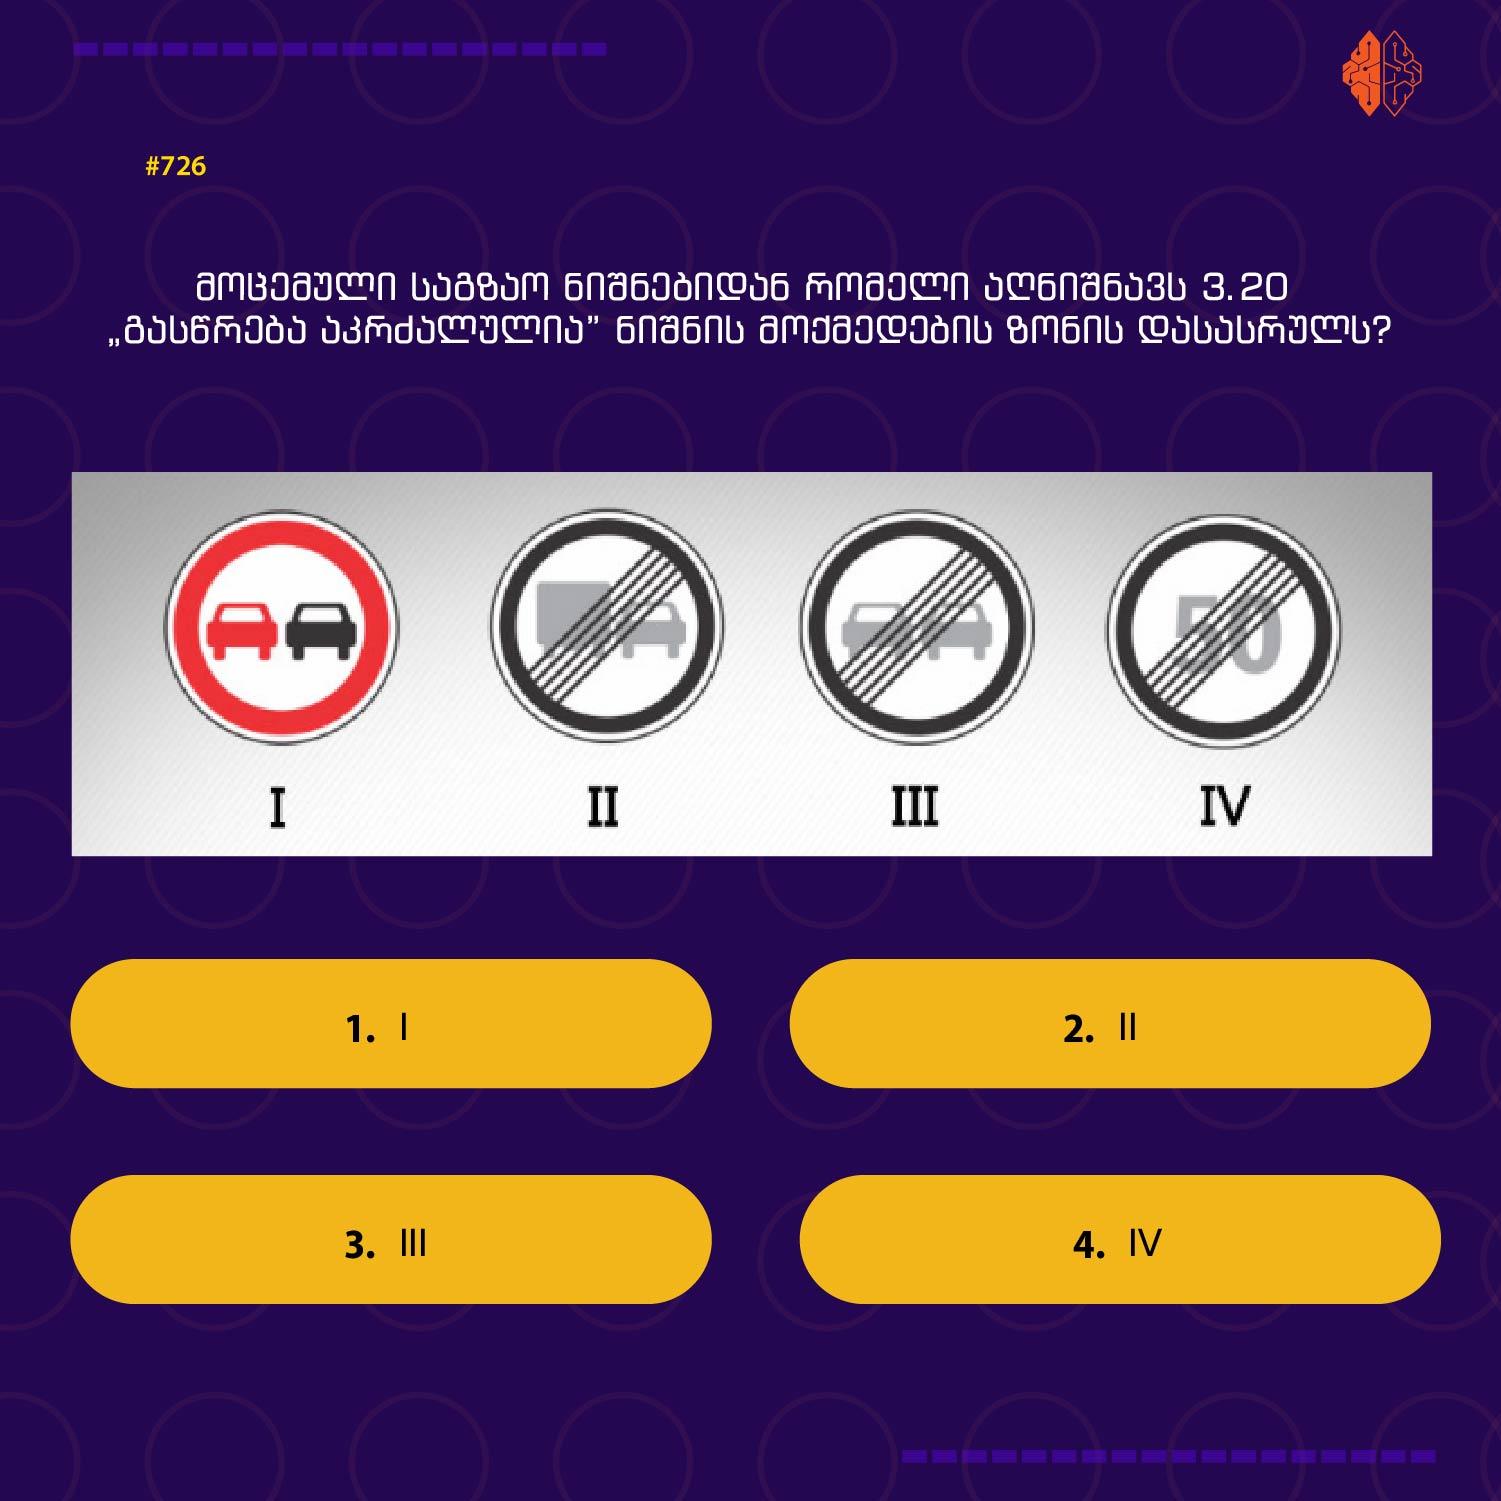 #726
მოცემული საგზაო ნიშნებიდან რომელი აღნიშნავს 3.20
„გასწრება აკრძალულია” ნიშნის მოქმედების ზონის დასასრულს?
50
I II III IV
1. I
2. II
3. III
4. IV